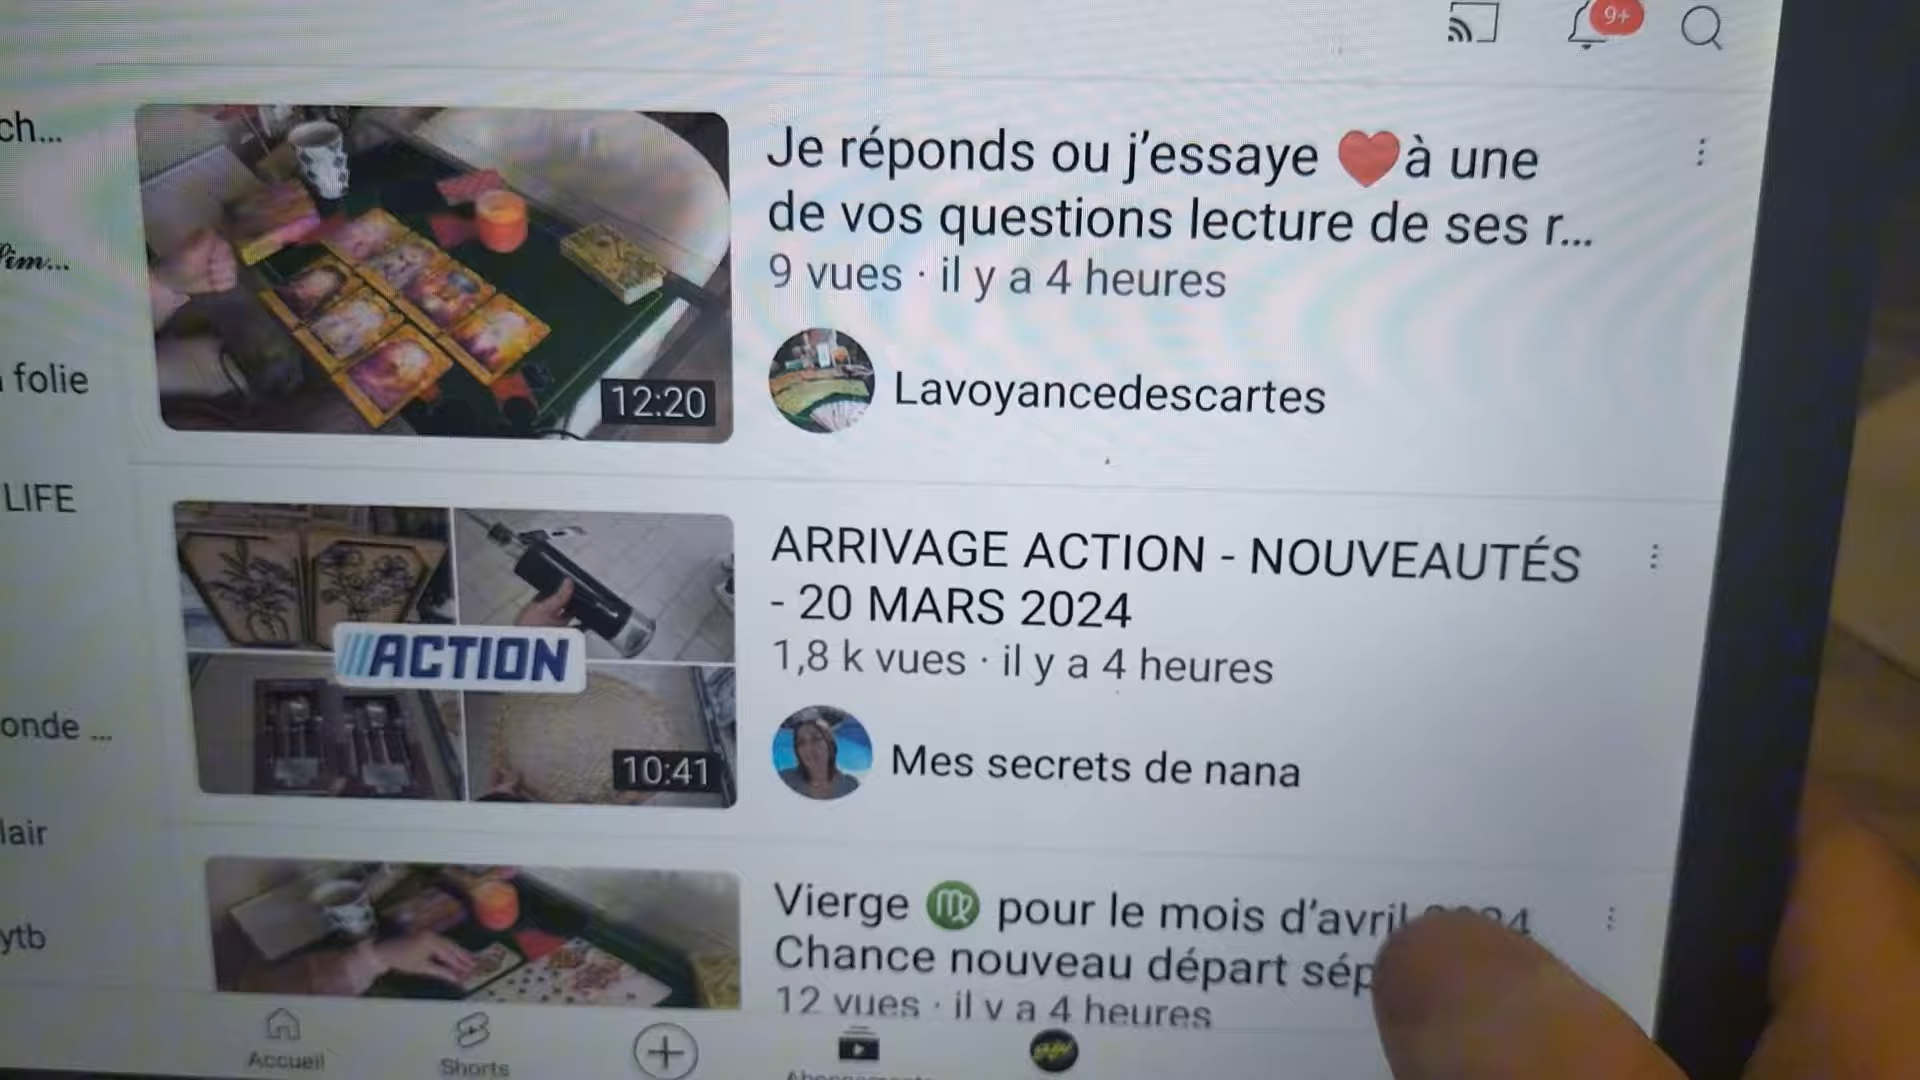 9+
ch...
Je réponds ou j'essaye ❤️à une
de vos questions lecture de ses r...
9 vues · il y a 4 heures
12:20
Lavoyancedescartes
folie
LIFE
ARRIVAGE ACTION - NOUVEAUTÉS
- 20 MARS 2024
1,8 k vues · il y a 4 heures
ACTION
10:41
Mes secrets de nana
onde ...
lair
ytb
Vierge ♍ pour le mois d'avril
Chance nouveau départ sép
12 vues · il y a 4 heures
Accueil
Shorts